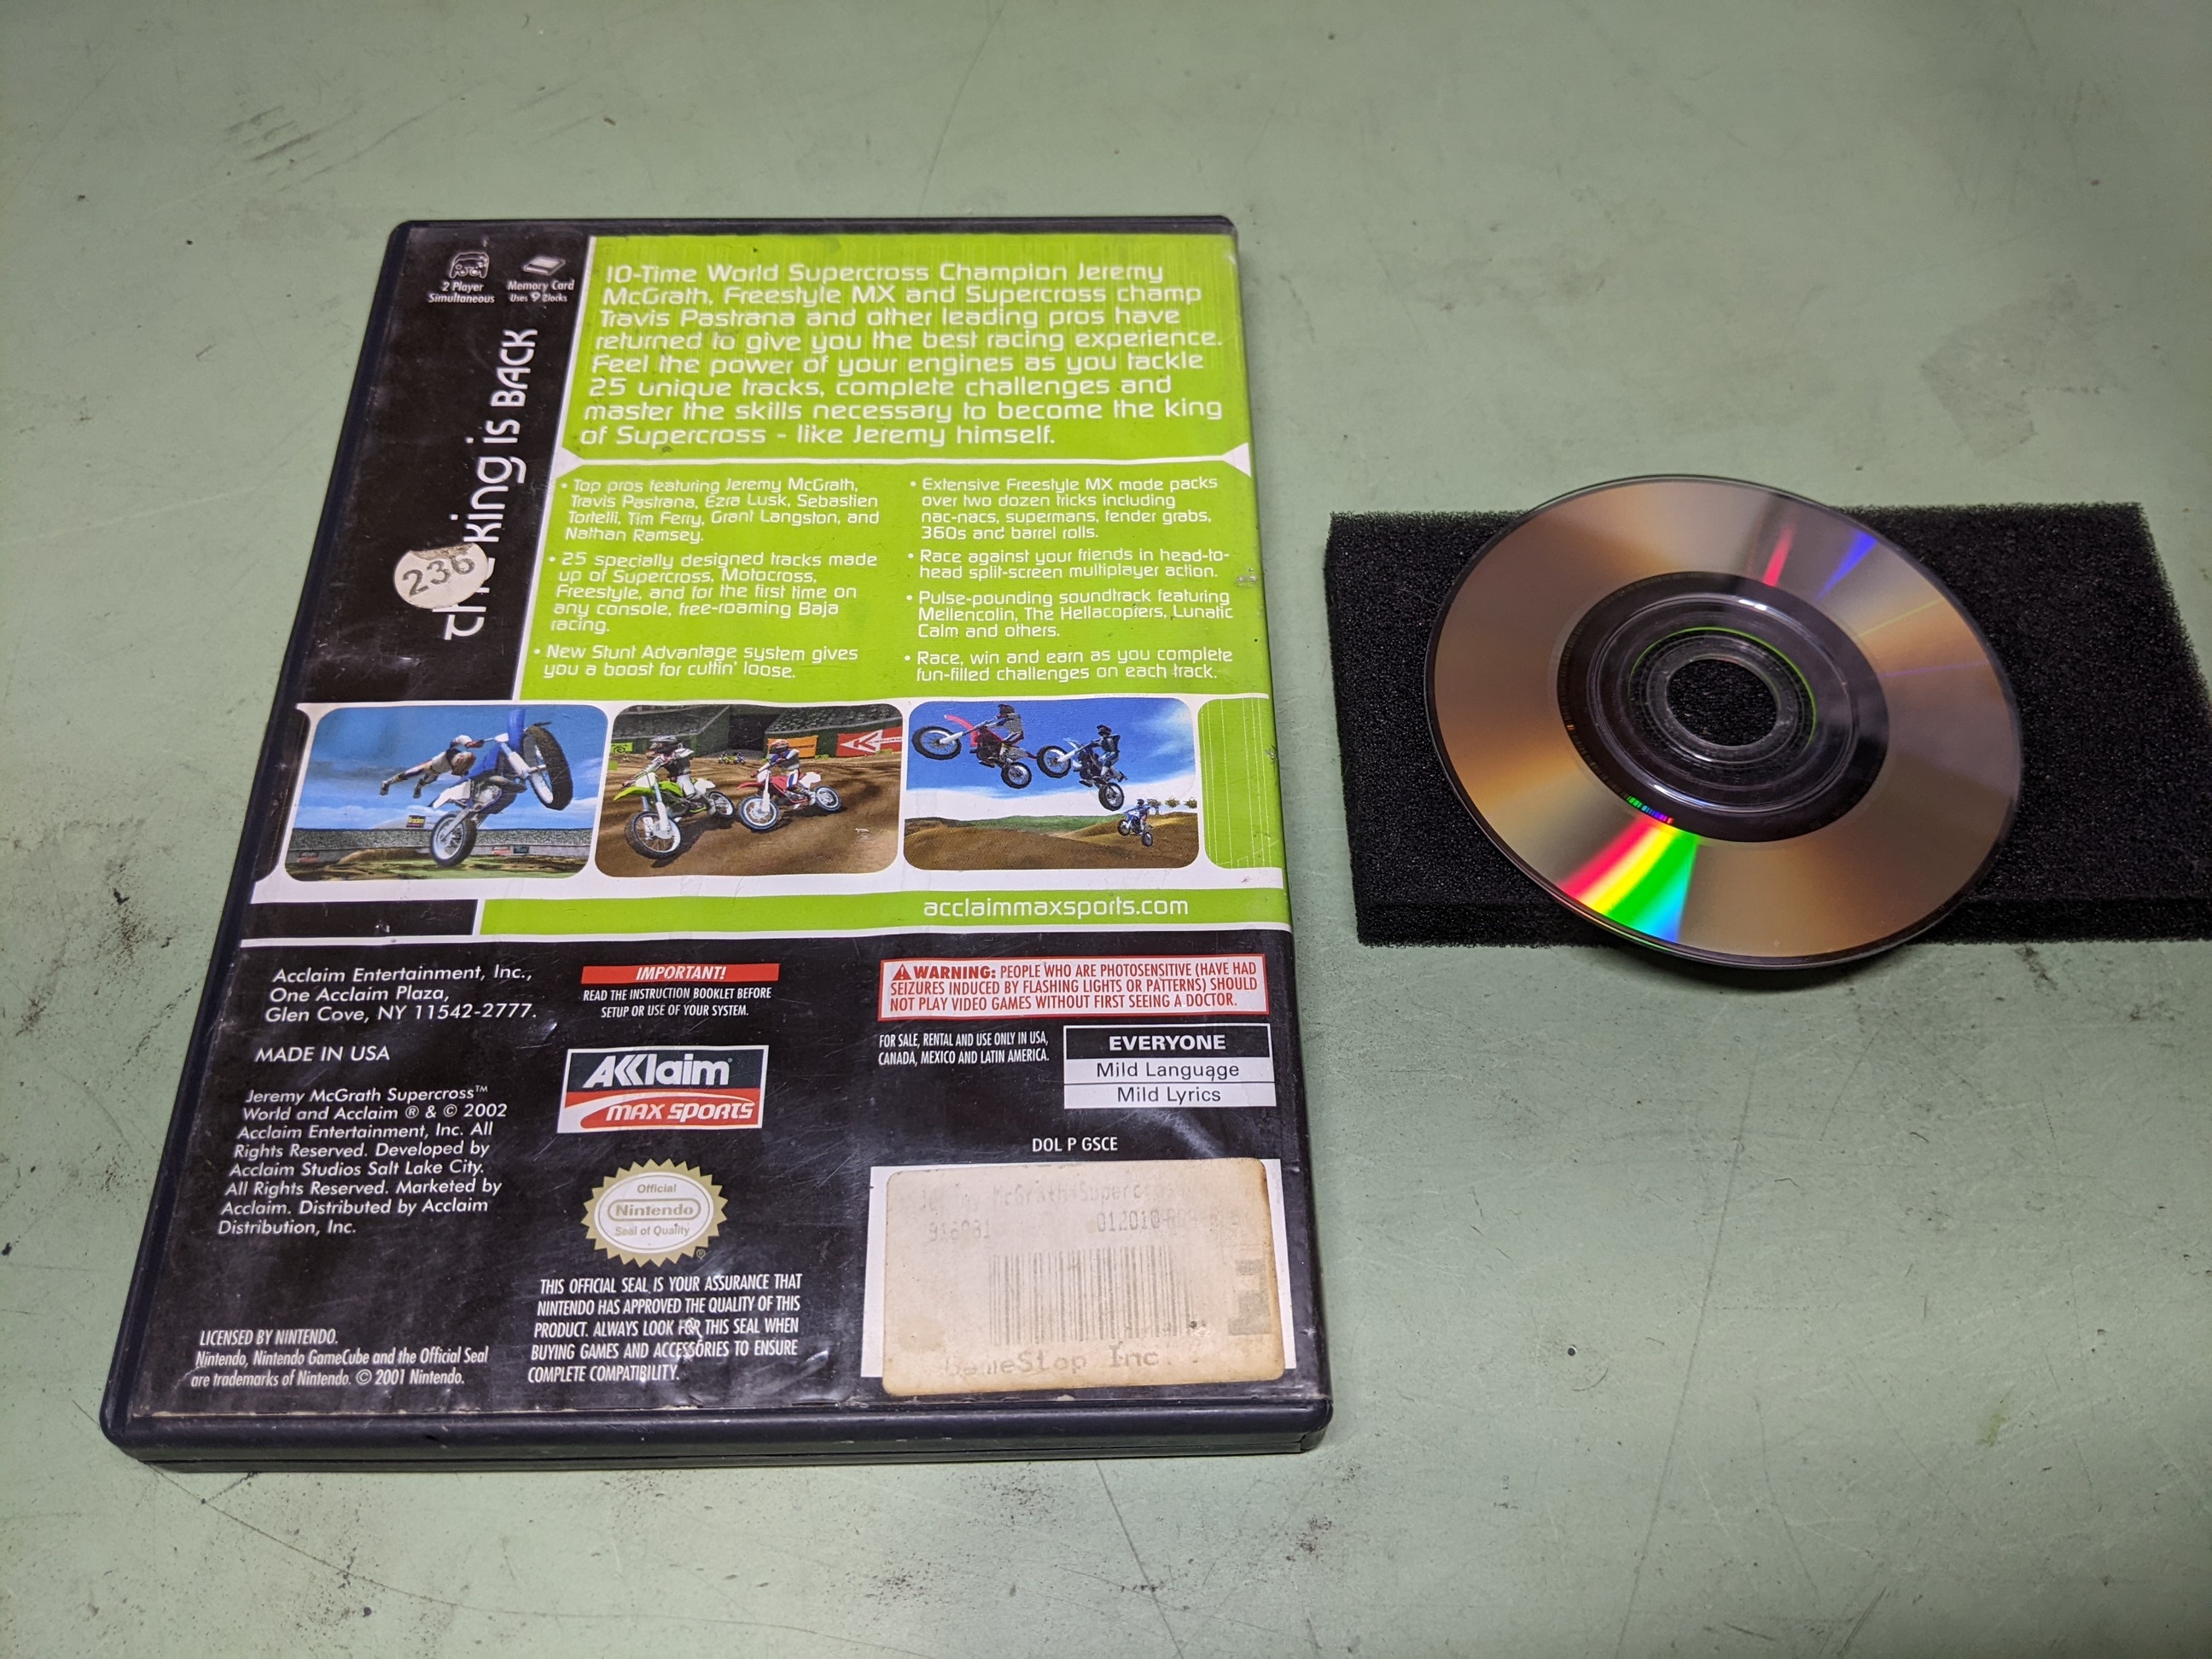 2 Player
Simultaneous
Memory Card
Uses 9 Blocks
the king is BACK
236
10-Time World Supercross Champion Jeremy
McGrath, Freestyle MX and Supercross champ
Travis Pastrana and other leading pros have
returned to give you the best racing experience.
Feel the power of your engines as you tackle
25 unique tracks, complete challenges and
master the skills necessary to become the king
of Supercross - like Jeremy himself.
• Top pros featuring Jeremy McGrath,
Travis Pastrana, Ezra Lusk, Sebastien
Tortelli, Tim Ferry, Grant Langston, and
Nathan Ramsey.
• 25 specially designed tracks made
up of Supercross, Motocross,
Freestyle, and for the first time on
any console, free-roaming Baja
racing.
• New Stunt Advantage system gives
you a boost for cuttin' loose.
• Extensive Freestyle MX mode packs
over two dozen tricks including
nac-nacs, supermans, fender grabs,
360s and barrel rolls.
• Race against your friends in head-to-
head split-screen multiplayer action.
• Pulse-pounding soundtrack featuring
Mellencolin, The Hellacopters, Lunatic
Calm and others.
• Race, win and earn as you complete
fun-filled challenges on each track.
acclaimmaxsports.com
Acclaim Entertainment, Inc.,
One Acclaim Plaza,
Glen Cove, NY 11542-2777.
MADE IN USA
Jeremy McGrath Supercross™
World and Acclaim ® & © 2002
Acclaim Entertainment, Inc. All
Rights Reserved. Developed by
Acclaim Studios Salt Lake City.
All Rights Reserved. Marketed by
Acclaim. Distributed by Acclaim
Distribution, Inc.
LICENSED BY NINTENDO.
Nintendo, Nintendo GameCube and the Official Seal
are trademarks of Nintendo. © 2001 Nintendo.
IMPORTANT!
READ THE INSTRUCTION BOOKLET BEFORE
SETUP OR USE OF YOUR SYSTEM.
AKKlaim
MAX SPORTS
Official
Nintendo
Seal of Quality
®
THIS OFFICIAL SEAL IS YOUR ASSURANCE THAT
NINTENDO HAS APPROVED THE QUALITY OF THIS
PRODUCT. ALWAYS LOOK FOR THIS SEAL WHEN
BUYING GAMES AND ACCESSORIES TO ENSURE
COMPLETE COMPATIBILITY.
WARNING: PEOPLE WHO ARE PHOTOSENSITIVE (HAVE HAD
SEIZURES INDUCED BY FLASHING LIGHTS OR PATTERNS) SHOULD
NOT PLAY VIDEO GAMES WITHOUT FIRST SEEING A DOCTOR.
FOR SALE, RENTAL AND USE ONLY IN USA,
CANADA, MEXICO AND LATIN AMERICA.
EVERYONE
Mild Language
Mild Lyrics
DOL P GSCE
McGrath
GameStop Inc.